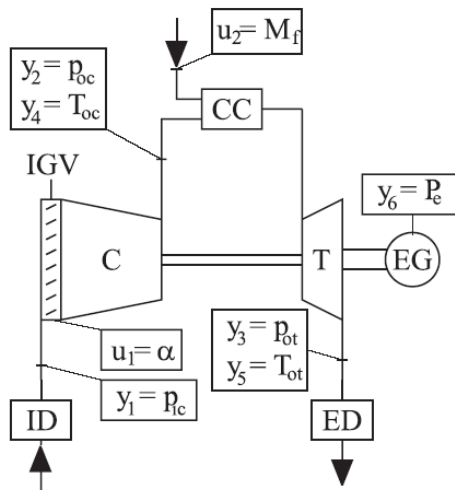 u₂= M_f
y₂= p_oc
y₄= T_oc
CC
IGV
y₆= P_e
C
T
EG
u₁= α
y₃= p_ot
y₅= T_ot
y₁= p_ic
ID
ED